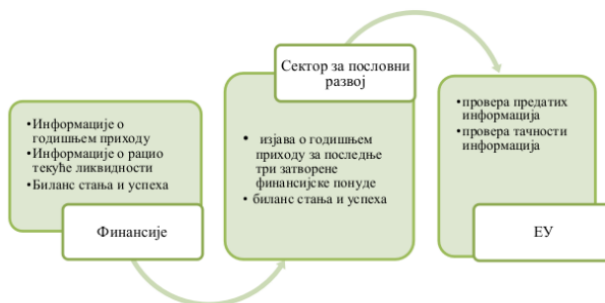 •Информације о
годишњем приходу
•Информације о рацио
текуће ликвидности
•Биланс стања и успеха
Финансије
Сектор за пословни
развој
• изјава о годишњем
приходу за последње
три затворене
финансијске понуде
• биланс стања и успеха
•провера предатих
информација
•провера тачности
информација
ЕУ